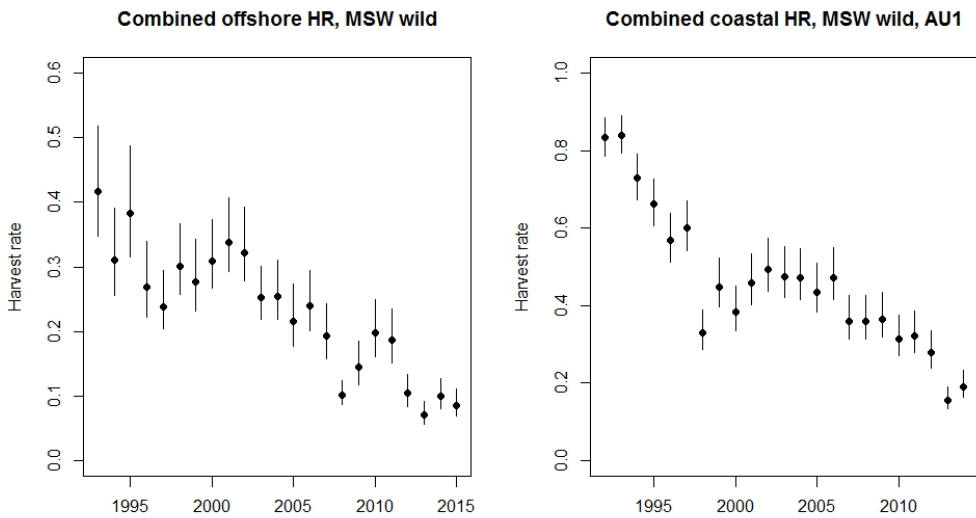 Combined offshore HR, MSW wild
Harvest rate
0.6
0.5
0.4
0.3
0.2
0.1
0.0
1995 2000 2005 2010 2015
Combined coastal HR, MSW wild, AU1
Harvest rate
1.0
0.8
0.6
0.4
0.2
0.0
1995 2000 2005 2010